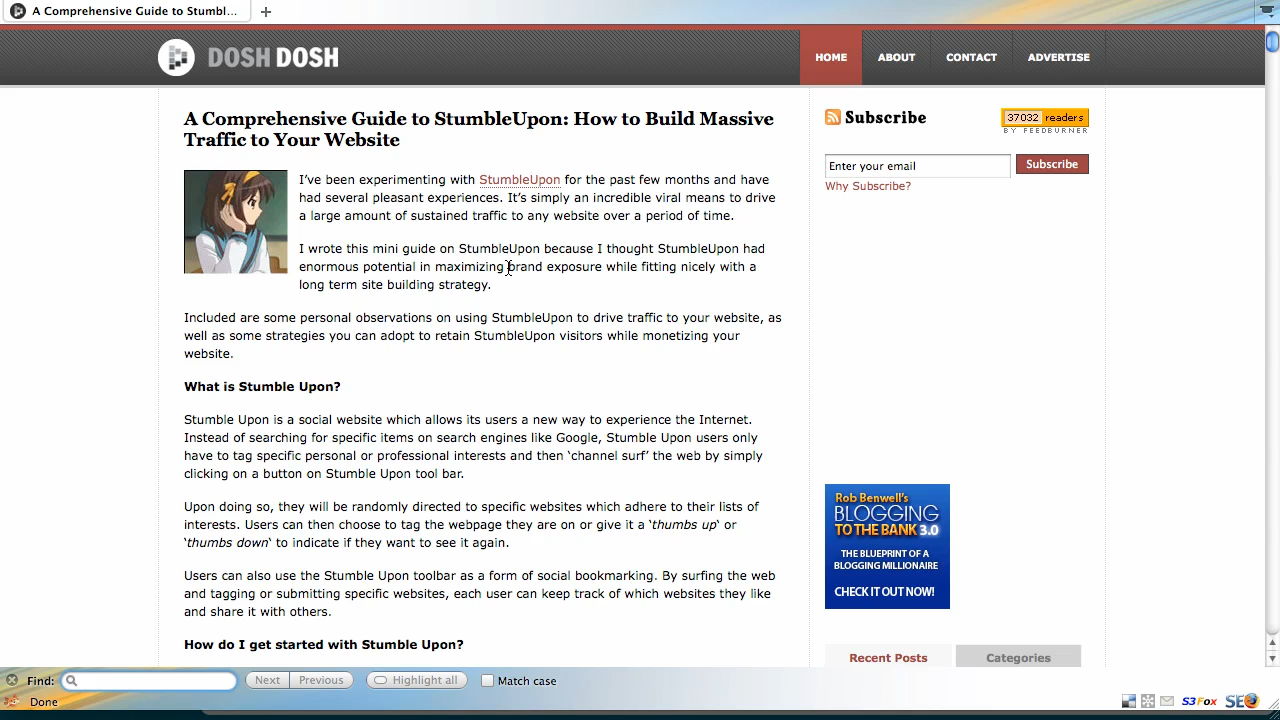 A Comprehensive Guide to Stumbl...
DOSH DOSH
HOME
ABOUT
CONTACT
ADVERTISE
A Comprehensive Guide to StumbleUpon: How to Build Massive
Traffic to Your Website
I've been experimenting with StumbleUpon for the past few months and have
had several pleasant experiences. It's simply an incredible viral means to drive
a large amount of sustained traffic to any website over a period of time.
I wrote this mini guide on StumbleUpon because I thought StumbleUpon had
enormous potential in maximizing brand exposure while fitting nicely with a
long term site building strategy.
Included are some personal observations on using StumbleUpon to drive traffic to your website, as
well as some strategies you can adopt to retain StumbleUpon visitors while monetizing your
website.
What is Stumble Upon?
Stumble Upon is a social website which allows its users a new way to experience the Internet.
Instead of searching for specific items on search engines like Google, Stumble Upon users only
have to tag specific personal or professional interests and then 'channel surf' the web by simply
clicking on a button on Stumble Upon tool bar.
Upon doing so, they will be randomly directed to specific websites which adhere to their lists of
interests. Users can then choose to tag the webpage they are on or give it a ‘thumbs up‘ or
‘thumbs down‘ to indicate if they want to see it again.
Users can also use the Stumble Upon toolbar as a form of social bookmarking. By surfing the web
and tagging or submitting specific websites, each user can keep track of which websites they like
and share it with others.
How do I get started with Stumble Upon?
Subscribe
37032 readers
BY FEEDBURNER
Enter your email
Subscribe
Why Subscribe?
Rob Benwell's
BLOGGING
TO THE BANK 3.0
THE BLUEPRINT OF A
BLOGGING MILLIONAIRE
CHECK IT OUT NOW!
Recent Posts
Categories
Find:
Next
Previous
Highlight all
Match case
Done
S3Fox
SEO